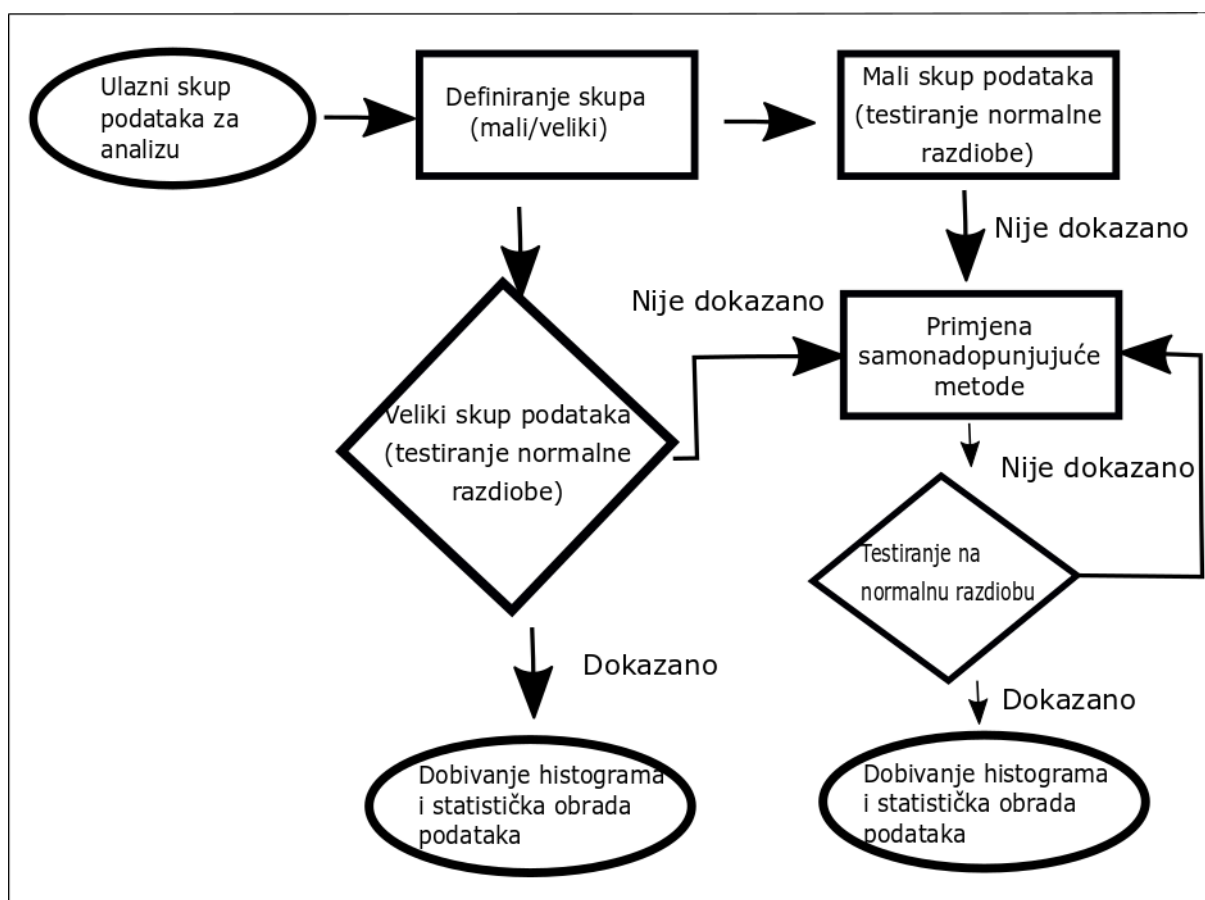 Ulazni skup
podataka za
analizu
Definiranje skupa
(mali/veliki)
Mali skup podataka
(testiranje normalne
razdiobe)
Nije dokazano
Nije dokazano
Primjena
samonadopunjujuće
metode
Veliki skup podataka
(testiranje normalne
razdiobe)
Nije dokazano
Testiranje na
normalnu razdiobu
Dokazano
Dokazano
Dobivanje histograma
i statistička obrada
podataka
Dobivanje histograma
i statistička obrada
podataka